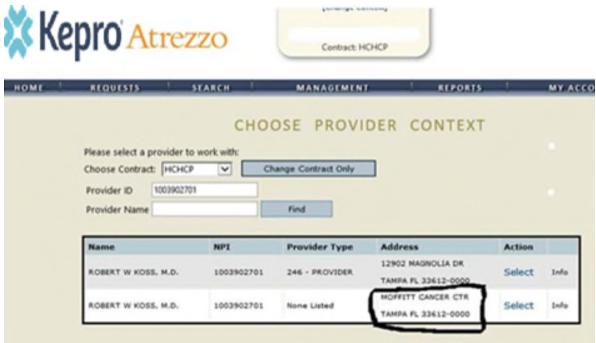 [change context]
Kepro Atrezzo
Contract: HCHCP
HOME REQUESTS SEARCH MANAGEMENT REPORTS MY ACCO
CHOOSE PROVIDER CONTEXT
Please select a provider to work with:
Choose Contract: HCHCP Change Contract Only
Provider ID 1003902701
Provider Name Find
Name NPI Provider Type Address Action
12902 MAGNOLIA DR
ROBERT W KOSS, M.D. 1003902701 246 - PROVIDER Select Info
TAMPA FL 33612-0000
MOFFITT CANCER CTR
ROBERT W KOSS, M.D. 1003902701 None Listed Select Info
TAMPA FL 33612-0000